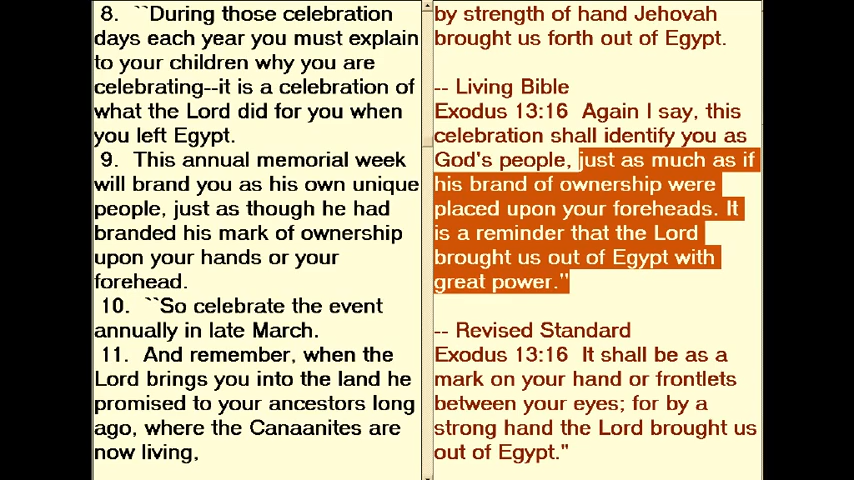 8.  ``During those celebration
days each year you must explain
to your children why you are
celebrating--it is a celebration of
what the Lord did for you when
you left Egypt.
9.  This annual memorial week
will brand you as his own unique
people, just as though he had
branded his mark of ownership
upon your hands or your
forehead.
10.  ``So celebrate the event
annually in late March.
11.  And remember, when the
Lord brings you into the land he
promised to your ancestors long
ago, where the Canaanites are
now living,
by strength of hand Jehovah
brought us forth out of Egypt.
-- Living Bible
Exodus 13:16  Again I say, this
celebration shall identify you as
God's people, just as much as if
his brand of ownership were
placed upon your foreheads. It
is a reminder that the Lord
brought us out of Egypt with
great power."
-- Revised Standard
Exodus 13:16  It shall be as a
mark on your hand or frontlets
between your eyes; for by a
strong hand the Lord brought us
out of Egypt."